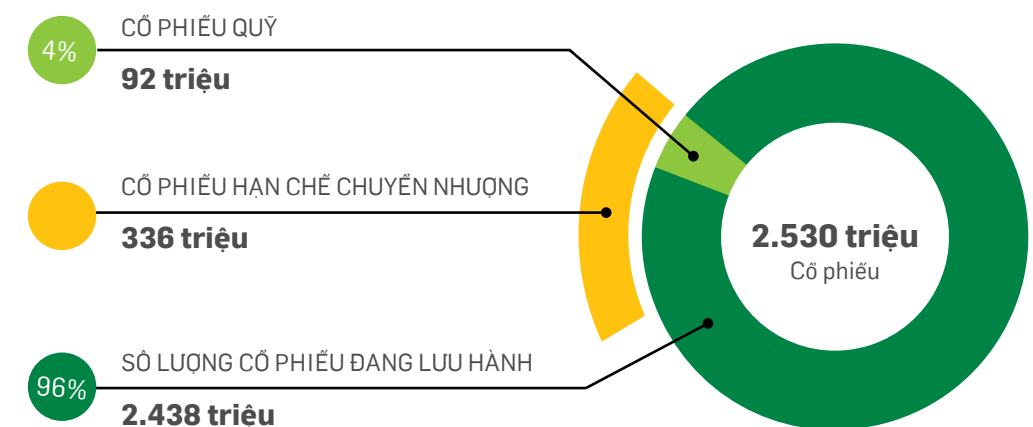 4%
CỔ PHIẾU QUỸ
92 triệu
CỔ PHIẾU HẠN CHẾ CHUYỂN NHƯỢNG
336 triệu
2.530 triệu
Cổ phiếu
96%
SỐ LƯỢNG CỔ PHIẾU ĐANG LƯU HÀNH
2.438 triệu